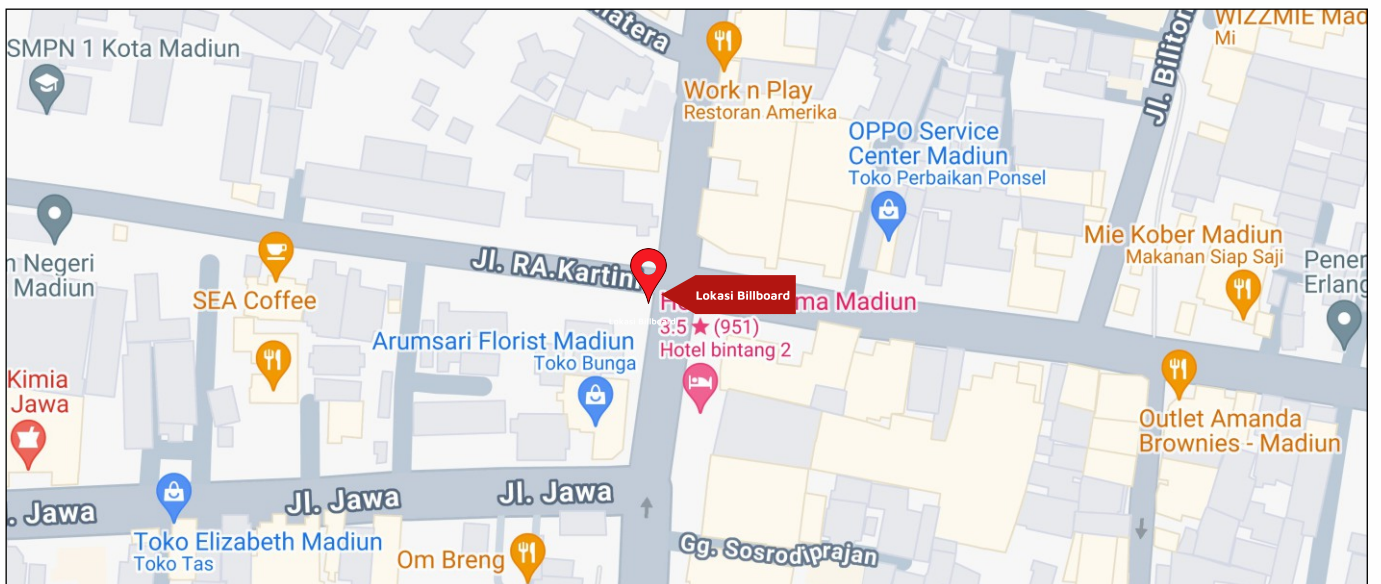 SMPN 1 Kota Madiun
atera
Work n Play
Restoran Amerika
Jl. Biliton
WIZZMIE Mad
Mi
OPPO Service
Center Madiun
Toko Perbaikan Ponsel
n Negeri
Madiun
SEA Coffee
Jl. RA.Kartini
Lokasi Billboard
ma Madiun
3.5 ★ (951)
Hotel bintang 2
Mie Kober Madiun
Makanan Siap Saji
Pener
Erlang
Arumsari Florist Madiun
Toko Bunga
Kimia
Jawa
Outlet Amanda
Brownies - Madiun
. Jawa
Jl. Jawa
Jl. Jawa
Toko Elizabeth Madiun
Toko Tas
Om Breng
Gg. Sosrodiprajan